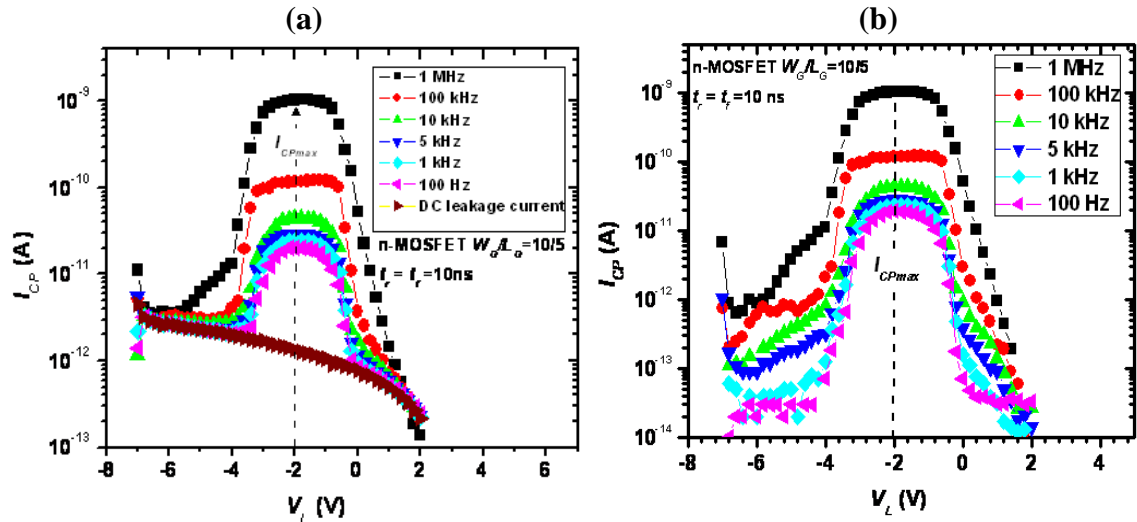 (a)
(b)
10⁻⁹
10⁻¹⁰
10⁻¹¹
10⁻¹²
10⁻¹³
I_CP (A)
-8 -6 -4 -2 0 2 4 6
V_L (V)
1 MHz
100 kHz
10 kHz
5 kHz
1 kHz
100 Hz
DC leakage current
I_CPmax
n-MOSFET W_G/L_G=10/5
t_r = t_f = 10ns
10⁻⁸
10⁻⁹
10⁻¹⁰
10⁻¹¹
10⁻¹²
10⁻¹³
10⁻¹⁴
I_CP (A)
-8 -6 -4 -2 0 2 4
V_L (V)
n-MOSFET W_G/L_G=10/5
t_r = t_f =10 ns
1 MHz
100 kHz
10 kHz
5 kHz
1 kHz
100 Hz
I_CPmax